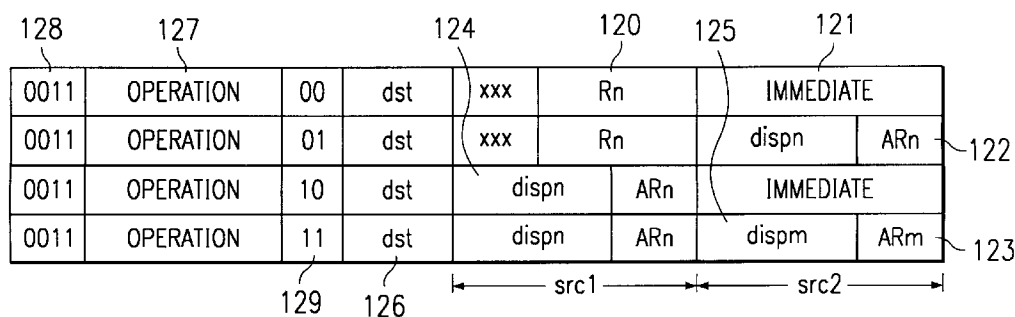 128 127 124 120 125 121
0011 OPERATION 00 dst xxx Rn IMMEDIATE
0011 OPERATION 01 dst xxx Rn dispn ARn 122
0011 OPERATION 10 dst dispn ARn IMMEDIATE
0011 OPERATION 11 dst dispn ARn dispm ARm 123
129 126 src1 src2